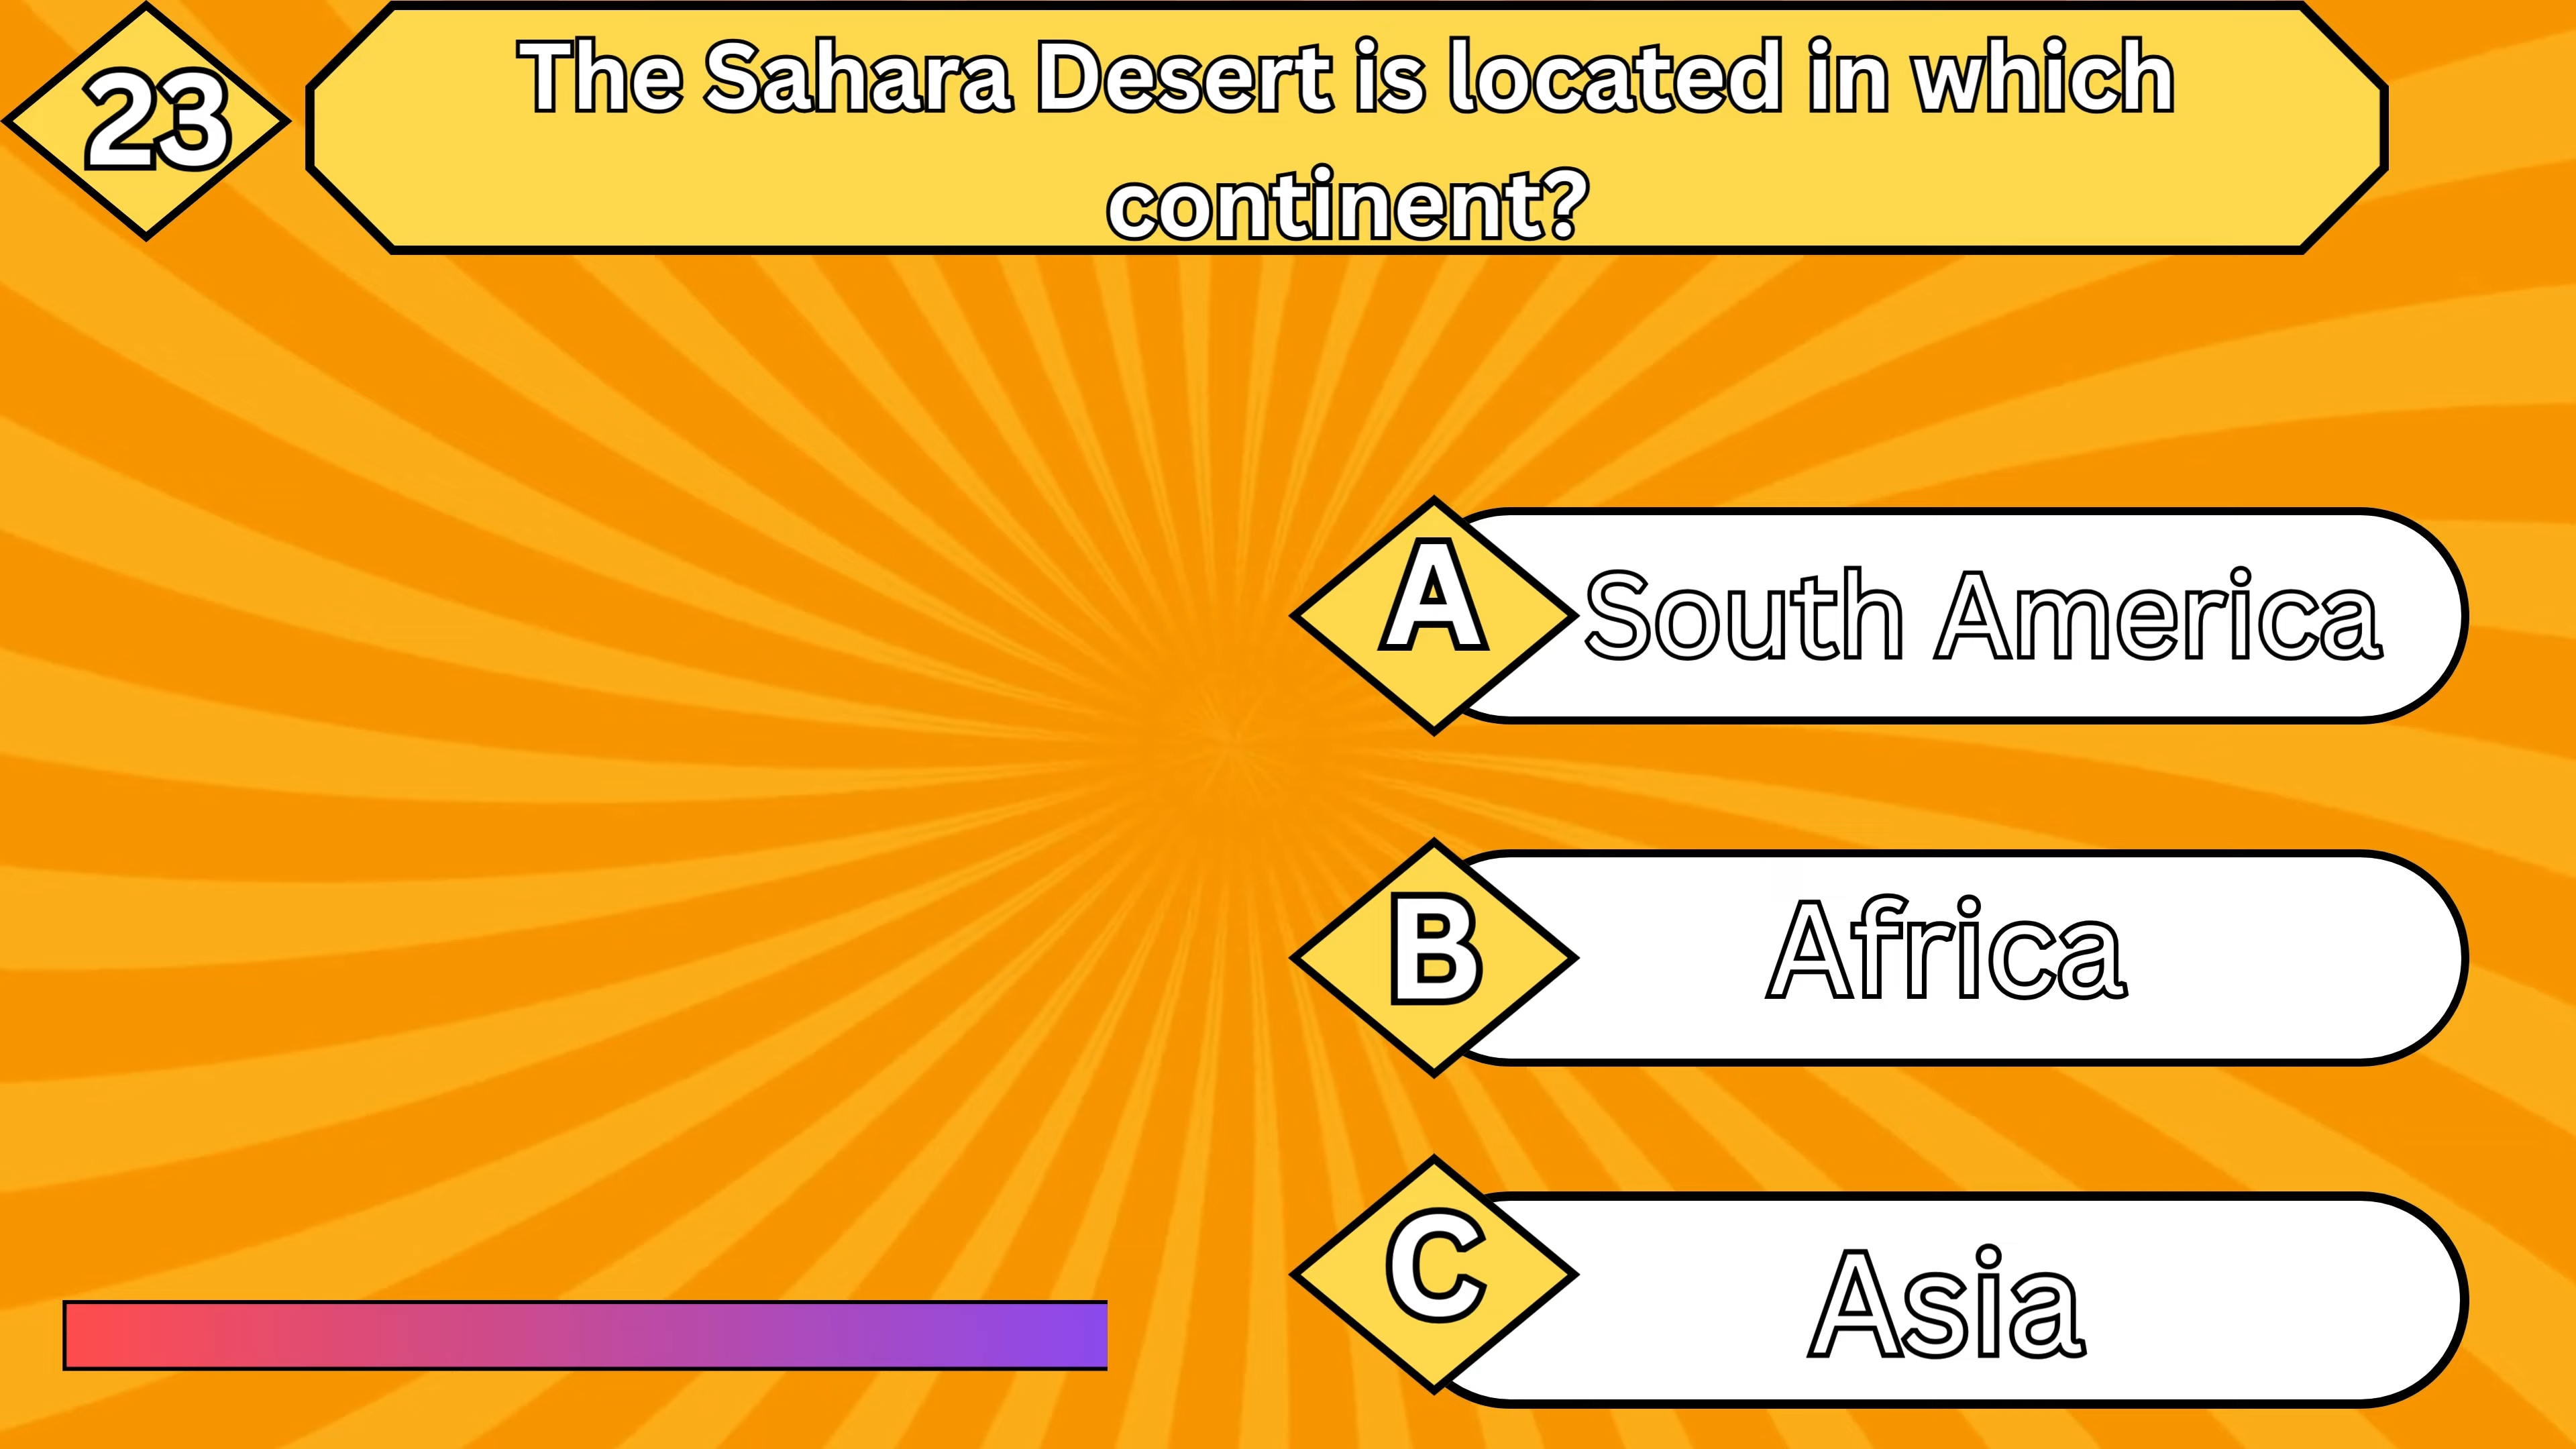 23
The Sahara Desert is located in which
continent?
A
South America
B
Africa
C
Asia